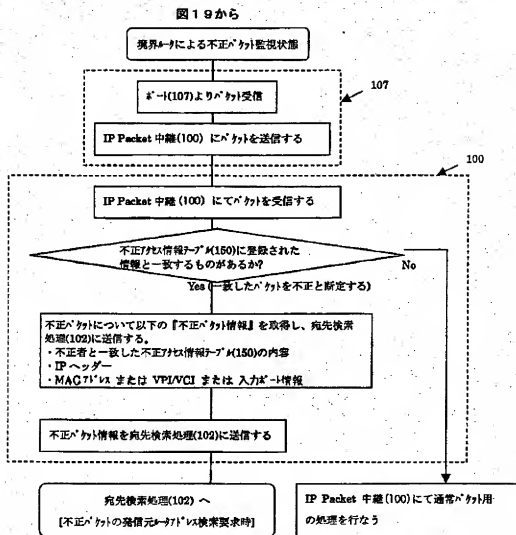 図19から
境界ルータによる不正パケット監視状態
ポート(107)よりパケット受信
107
IP Packet 中継(100) にパケットを送信する
100
IP Packet 中継(100) にてパケットを受信する
不正アクセス情報テーブル(150)に登録された
情報と一致するものがあるか?
No
Yes (一致したパケットを不正と断定する)
不正パケットについて以下の『不正パケット情報』を取得し、宛先検索
処理(102)に送信する。
・不正者と一致した不正アクセス情報テーブル(150)の内容
・IP ヘッダー
・MACアドレス または VPI/VCI または 入力ポート情報
不正パケット情報を宛先検索処理(102)に送信する
宛先検索処理(102) へ
[不正パケットの発信元ルータアドレス検索要求時]
IP Packet 中継(100)にて通常パケット用
の処理を行なう